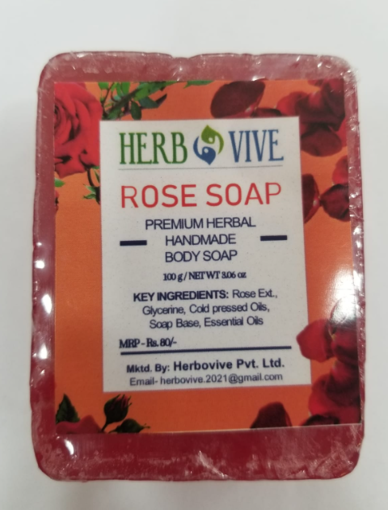 HERB VIVE
ROSE SOAP
PREMIUM HERBAL
HANDMADE
BODY SOAP
100 g / NET WT 3.06 oz
KEY INGREDIENTS: Rose Ext.,
Glycerine, Cold pressed Oils,
Soap Base, Essential Oils
MRP - Rs. 80/-
Mktd. By: Herbovive Pvt. Ltd.
Email- herbovive.2021@gmail.com